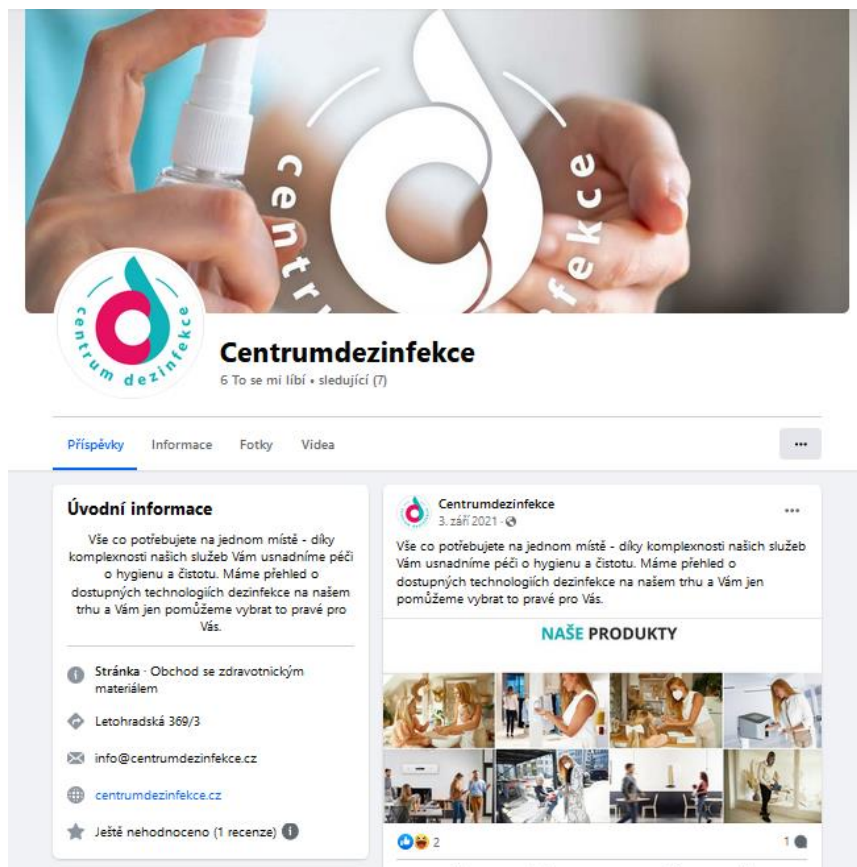 centrum dezinfekce
centrum dezinfekce
Centrumdezinfekce
6 To se mi líbí • sledující (7)
Příspěvky Informace Fotky Videa
Úvodní informace
Vše co potřebujete na jednom místě - díky
komplexnosti našich služeb Vám usnadníme péči
o hygienu a čistotu. Máme přehled o
dostupných technologiích dezinfekce na našem
trhu a Vám jen pomůžeme vybrat to pravé pro
Vás.
Stránka · Obchod se zdravotnickým
materiálem
Letohradská 369/3
info@centrumdezinfekce.cz
centrumdezinfekce.cz
Ještě nehodnoceno (1 recenze)
Centrumdezinfekce
3. září 2021 ·
Vše co potřebujete na jednom místě - díky komplexnosti našich služeb
Vám usnadníme péči o hygienu a čistotu. Máme přehled o
dostupných technologiích dezinfekce na našem trhu a Vám jen
pomůžeme vybrat to pravé pro Vás.
NAŠE PRODUKTY
2
1